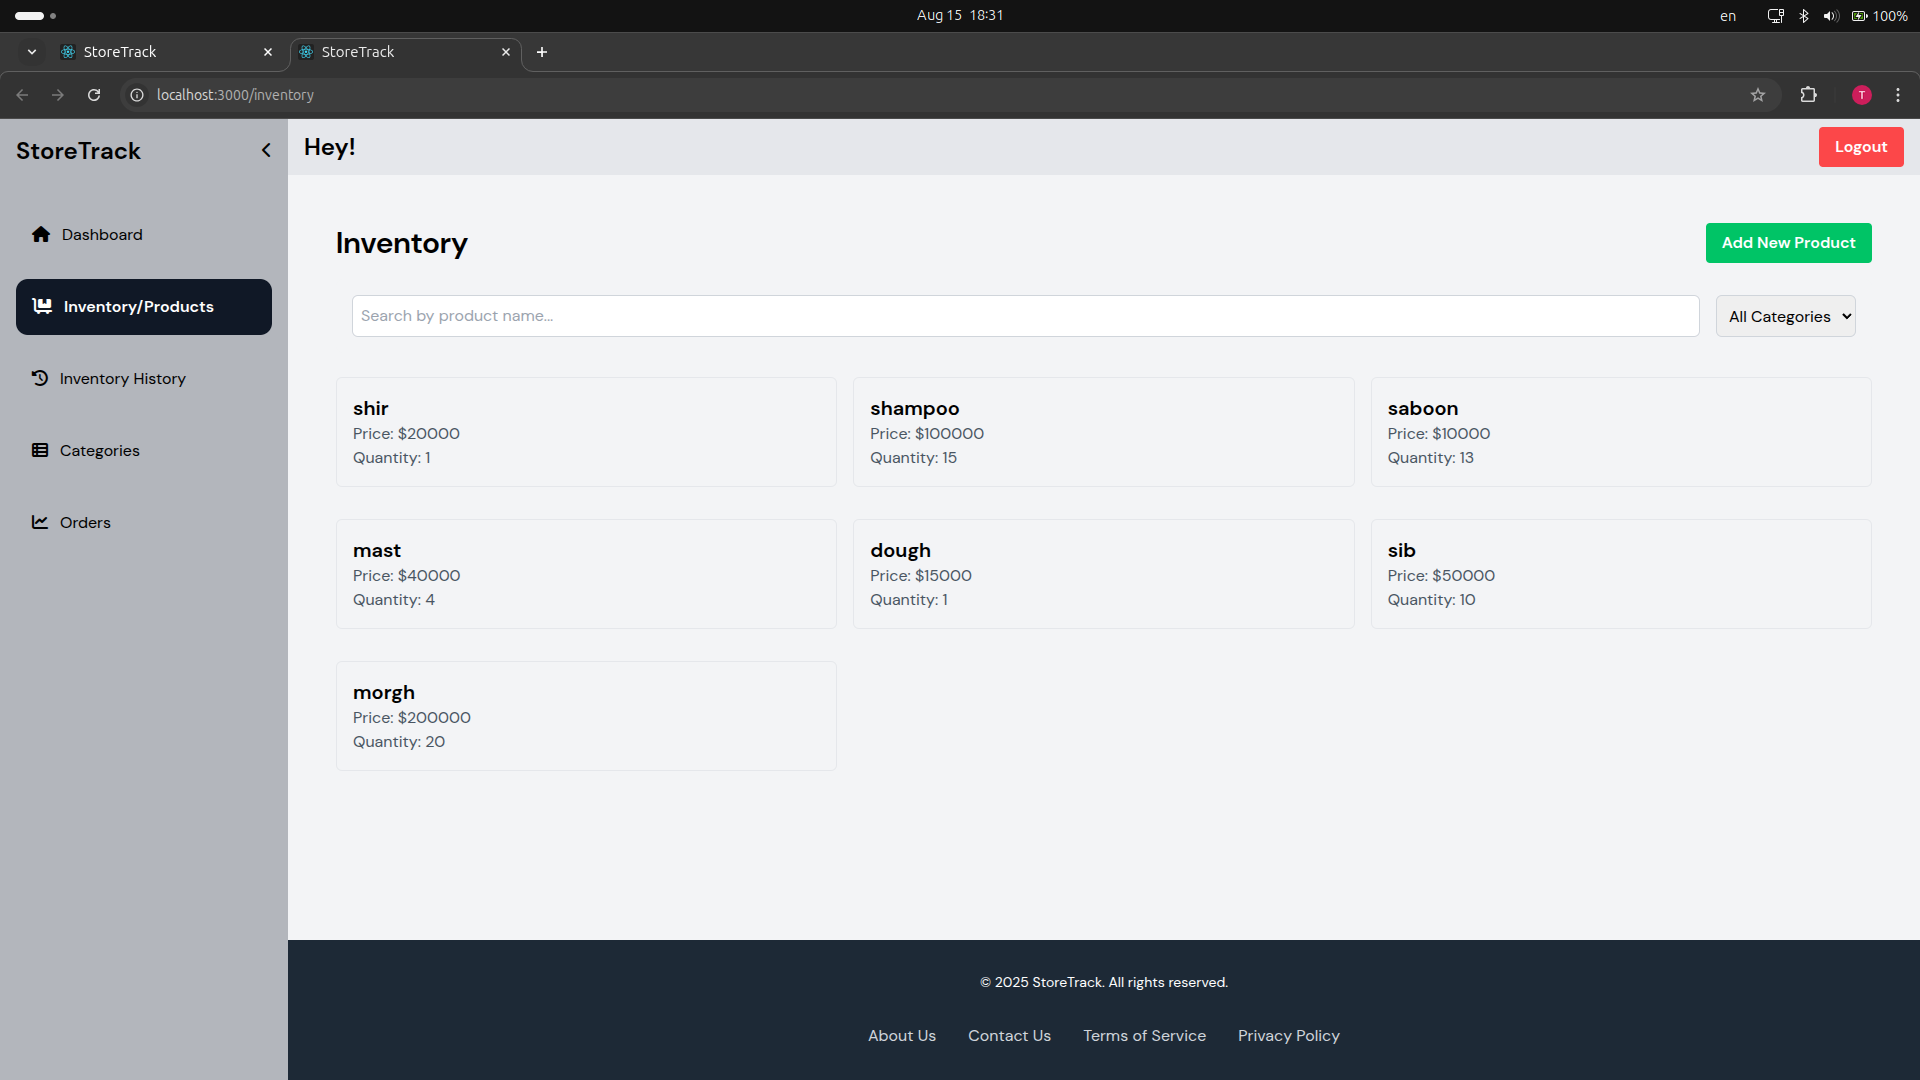 Aug 15 18:31
en
100%
StoreTrack
StoreTrack
localhost:3000/inventory
T
StoreTrack
Hey!
Logout
Dashboard
Inventory/Products
Inventory History
Categories
Orders
Inventory
Add New Product
Search by product name...
All Categories
shir
Price: $20000
Quantity: 1
shampoo
Price: $100000
Quantity: 15
saboon
Price: $10000
Quantity: 13
mast
Price: $40000
Quantity: 4
dough
Price: $15000
Quantity: 1
sib
Price: $50000
Quantity: 10
morgh
Price: $200000
Quantity: 20
© 2025 StoreTrack. All rights reserved.
About Us
Contact Us
Terms of Service
Privacy Policy